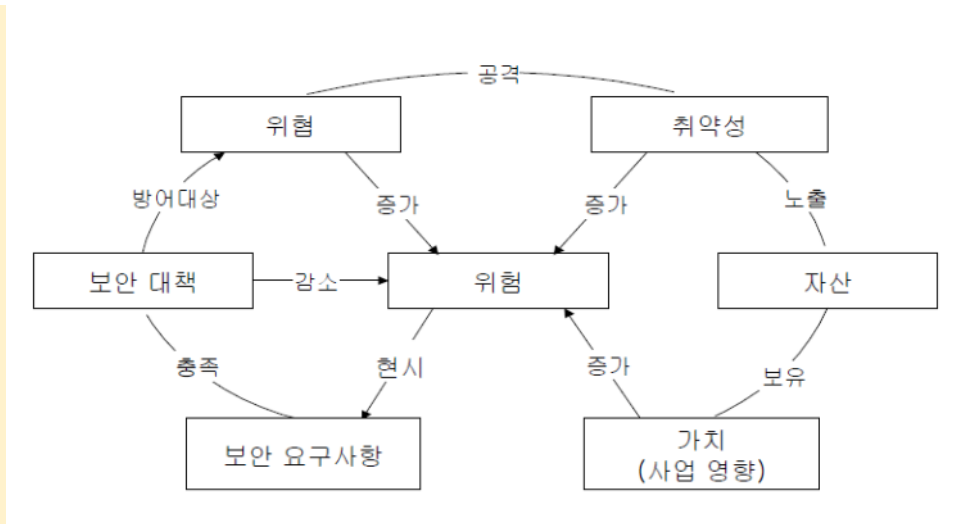 공격
위협
취약성
방어대상
증가
증가
노출
보안 대책
감소
위험
자산
충족
현시
증가
보유
보안 요구사항
가치
(사업 영향)